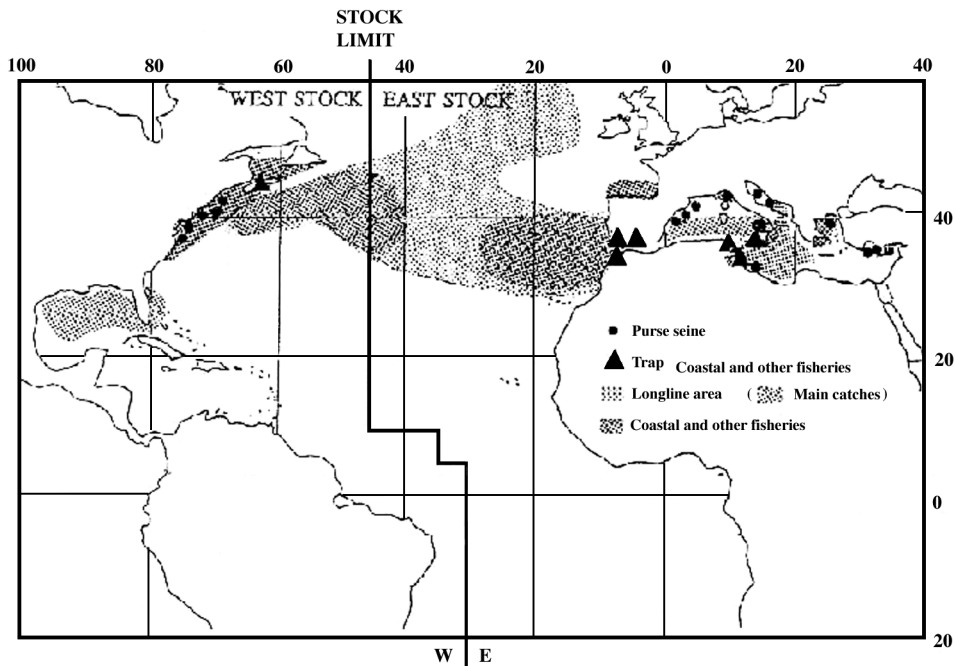 STOCK
LIMIT
100 80 60 40 20 0 20 40
WEST STOCK EAST STOCK
40
Purse seine
Trap Coastal and other fisheries
20
Longline area ( Main catches)
Coastal and other fisheries
0
20
W E